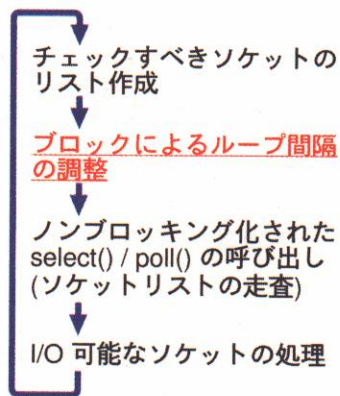 チェックすべきソケットの
リスト作成
ブロックによるループ間隔
の調整
ノンブロッキング化された
select() / poll() の呼び出し
(ソケットリストの走査)
I/O 可能なソケットの処理